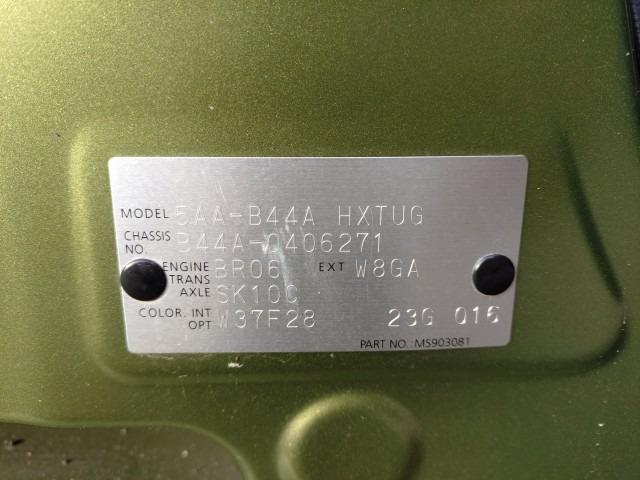 MODEL 5AA-B44A HXTUG
CHASSIS NO. B44A-0406271
ENGINE BR06 EXT W8GA
TRANS AXLE SK10C
COLOR. INT OPT W37F28 23G 016
PART NO.: MS903081